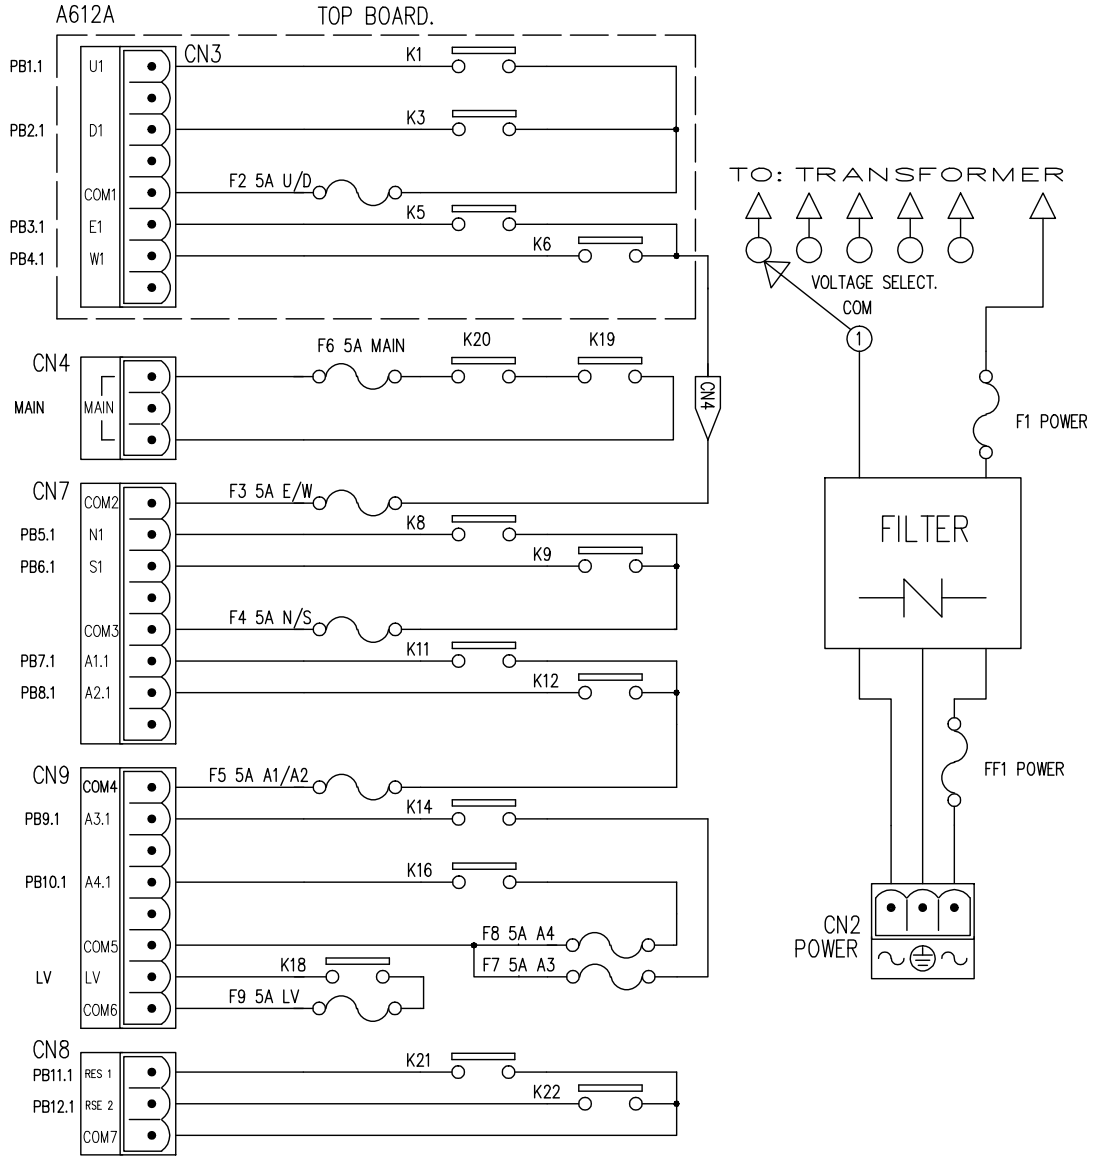 A612A
TOP BOARD.
CN3
PB1.1 U1 K1
PB2.1 D1 K3
COM1 F2 5A U/D
PB3.1 E1 K5
PB4.1 W1 K6
CN4
F6 5A MAIN K20 K19
MAIN MAIN
CN4
CN7
COM2 F3 5A E/W
PB5.1 N1 K8
PB6.1 S1 K9
COM3 F4 5A N/S
PB7.1 A1.1 K11
PB8.1 A2.1 K12
CN9
COM4 F5 5A A1/A2
PB9.1 A3.1 K14
PB10.1 A4.1 K16
COM5 F8 5A A4
F7 5A A3
LV LV K18
COM6 F9 5A LV
CN8
PB11.1 RES 1 K21
PB12.1 RSE 2 K22
COM7
TO: TRANSFORMER
VOLTAGE SELECT.
COM
1
F1 POWER
FILTER
FF1 POWER
CN2
POWER